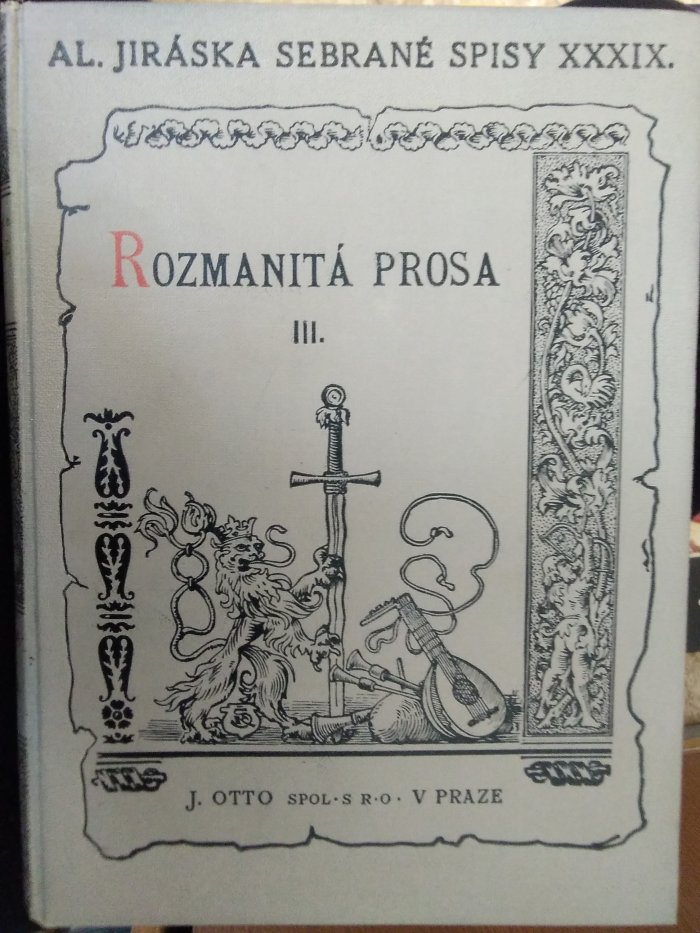 AL. JIRÁSKA SEBRANÉ SPISY XXXIX.
ROZMANITÁ PROSA
III.
J. OTTO SPOL·S R·O· V PRAZE